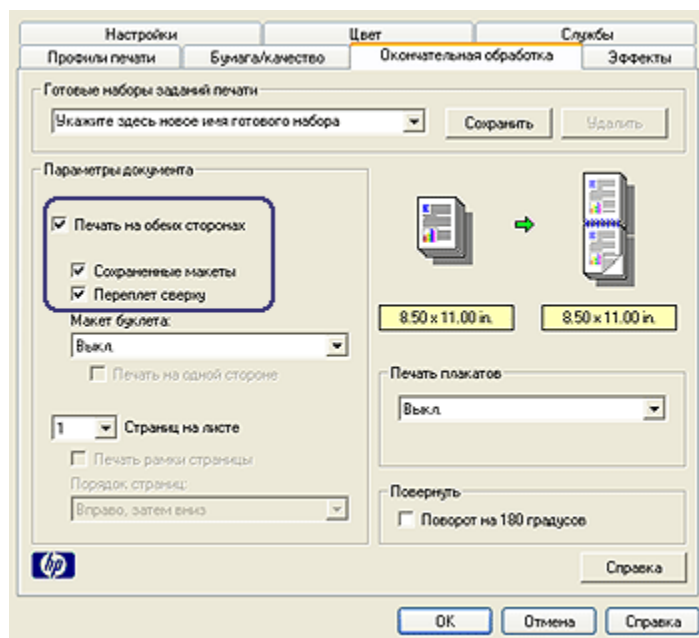 Настройки Цвет Службы
Профили печати Бумага/качество Окончательная обработка Эффекты
Готовые наборы заданий печати
Укажите здесь новое имя готового набора Сохранить Удалить
Параметры документа
Печать на обеих сторонах
Сохраненные макеты
Переплет сверху
Макет буклета:
Выкл.
Печать на одной стороне
1 Страниц на листе
Печать рамки страницы
Порядок страниц:
Вправо, затем вниз
8.50 x 11.00 in. 8.50 x 11.00 in.
Печать плакатов
Выкл.
Повернуть
Поворот на 180 градусов
hp
Справка
ОК Отмена Справка